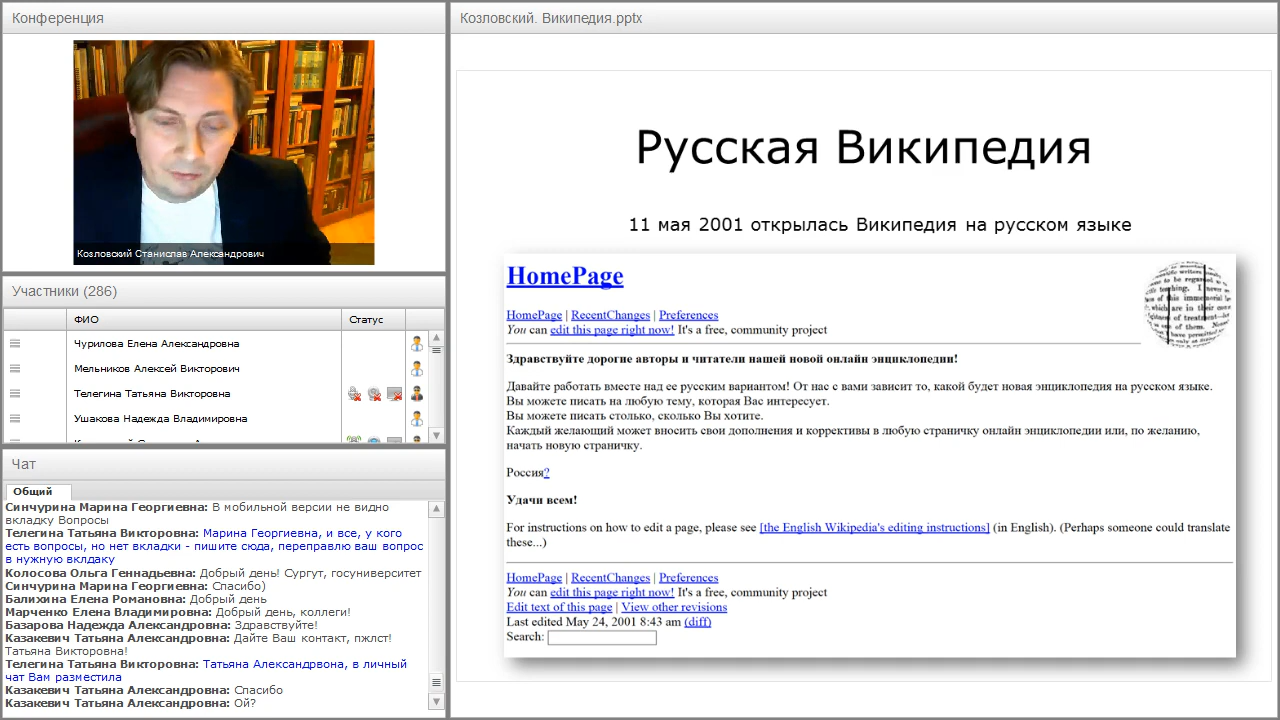 Конференция
Козловский Станислав Александрович
Участники (286)
ФИО
Статус
Чурилова Елена Александровна
Мельников Алексей Викторович
Телегина Татьяна Викторовна
Ушакова Надежда Владимировна
Чат
Общий
Синчурина Марина Георгиевна: В мобильной версии не видно
вкладку Вопросы
Телегина Татьяна Викторовна: Марина Георгиевна, и все, у кого
есть вопросы, но нет вкладки - пишите сюда, переправлю ваш вопрос
в нужную вклдаку
Колосова Ольга Геннадьевна: Добрый день! Сургут, госуниверситет
Синчурина Марина Георгиевна: Спасибо)
Балихина Елена Романовна: Добрый день
Марченко Елена Владимировна: Добрый день, коллеги!
Базарова Надежда Александровна: Здравствуйте!
Казакевич Татьяна Александровна: Дайте Ваш контакт, пжлст!
Татьяна Викторовна!
Телегина Татьяна Викторовна: Татьяна Александрвона, в личный
чат Вам разместила
Казакевич Татьяна Александровна: Спасибо
Казакевич Татьяна Александровна: Ой?
Козловский. Википедия.pptx
Русская Википедия
11 мая 2001 открылась Википедия на русском языке
HomePage
HomePage | RecentChanges | Preferences
You can edit this page right now! It's a free, community project
Здравствуйте дорогие авторы и читатели нашей новой онлайн энциклопедии!
Давайте работать вместе над ее русским вариантом! От нас с вами зависит то, какой будет новая энциклопедия на русском языке.
Вы можете писать на любую тему, которая Вас интересует.
Вы можете писать столько, сколько Вы хотите.
Каждый желающий может вносить свои дополнения и коррективы в любую страничку онлайн энциклопедии или, по желанию,
начать новую страничку.
Россия?
Удачи всем!
For instructions on how to edit a page, please see [the English Wikipedia's editing instructions] (in English). (Perhaps someone could translate
these...)
HomePage | RecentChanges | Preferences
You can edit this page right now! It's a free, community project
Edit text of this page | View other revisions
Last edited May 24, 2001 8:43 am (diff)
Search: